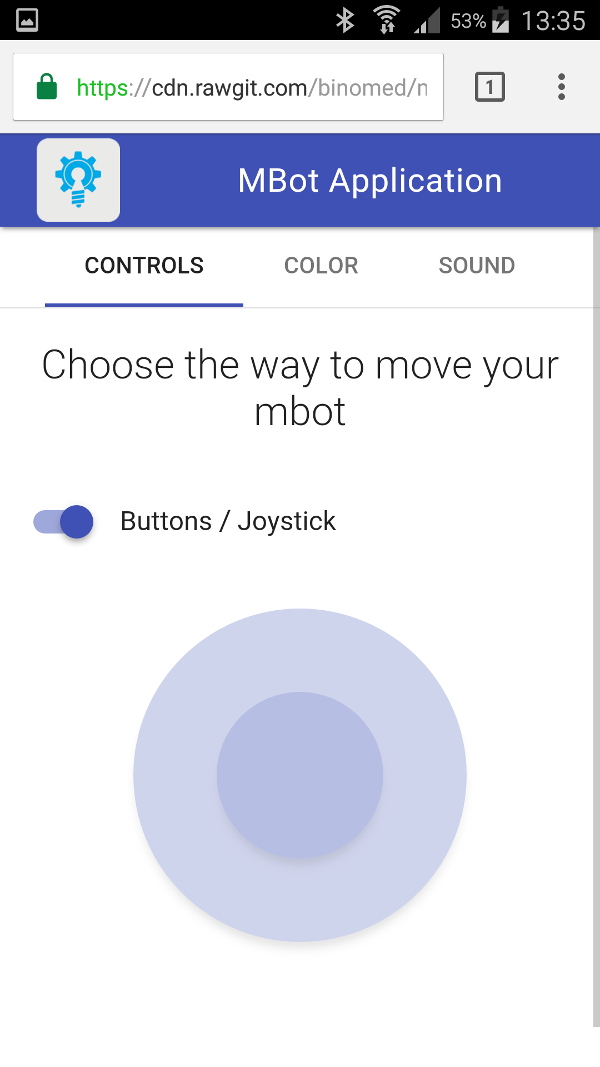 53% 13:35
https://cdn.rawgit.com/binomed/n
1
MBot Application
CONTROLS COLOR SOUND
Choose the way to move your
mbot
Buttons / Joystick